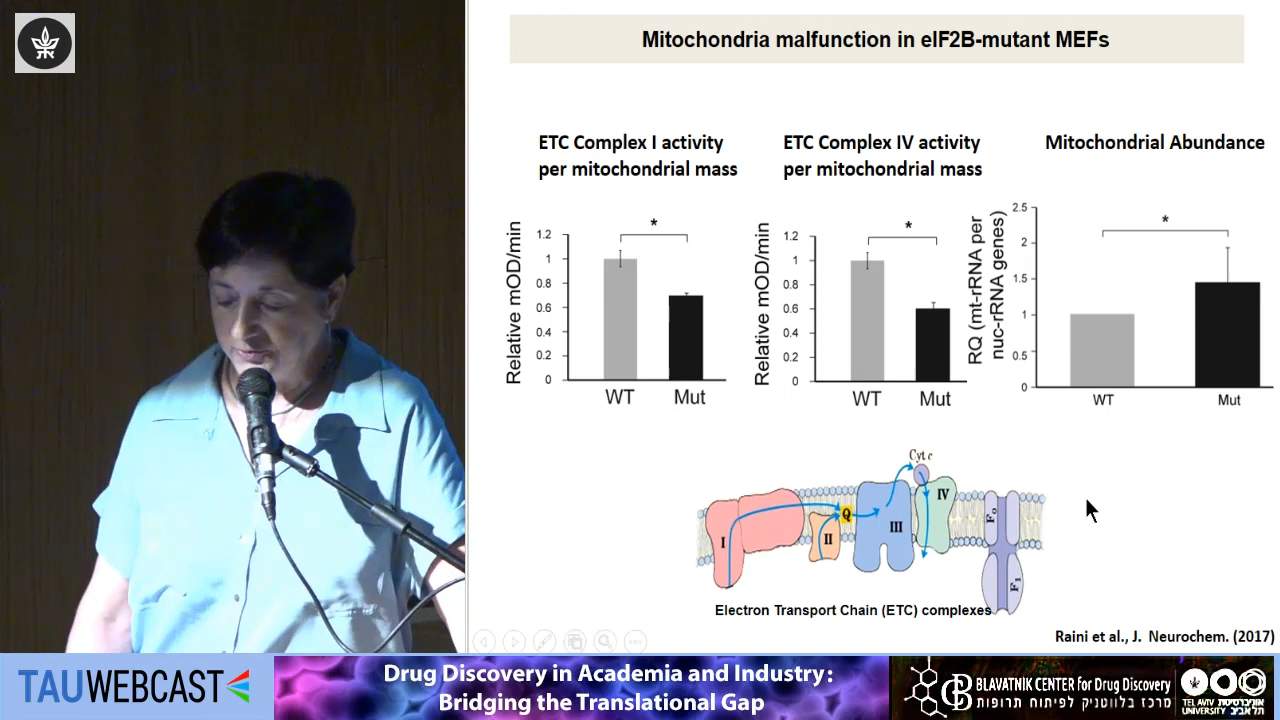 Mitochondria malfunction in eIF2B-mutant MEFs
ETC Complex I activity
per mitochondrial mass
ETC Complex IV activity
per mitochondrial mass
Mitochondrial Abundance
Relative mOD/min
1.2
1
0.8
0.6
0.4
0.2
0
*
WT
Mut
Relative mOD/min
1.2
1
0.8
0.6
0.4
0.2
0
*
WT
Mut
RQ (mt-rRNA per
nuc-rRNA genes)
2.5
2
1.5
1
0.5
0
*
WT
Mut
Cyt c
I
II
Q
III
IV
F₀
F₁
Electron Transport Chain (ETC) complexes
Raini et al., J. Neurochem. (2017)
TAUWEBCAST
Drug Discovery in Academia and Industry:
Bridging the Translational Gap
BLAVATNIK CENTER for Drug Discovery
מרכז בלווטניק לפיתוח תרופות
TEL AVIV אוניברסיטת
UNIVERSITY תל אביב